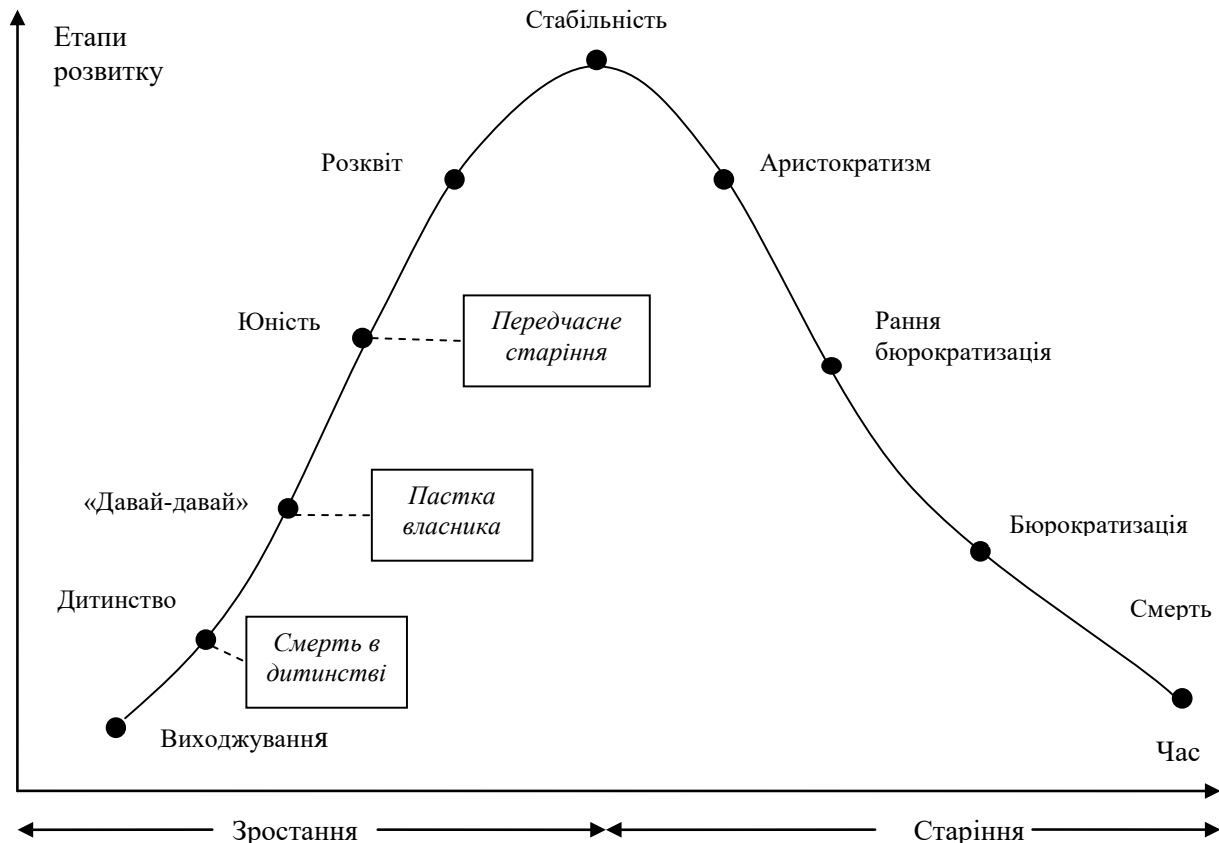 Стабільність
Етапи
розвитку
Розквіт
Аристократизм
Юність
Передчасне
старіння
Рання
бюрократизація
«Давай-давай»
Пастка
власника
Бюрократизація
Дитинство
Смерть в
дитинстві
Смерть
Виходжування
Час
Зростання
Старіння